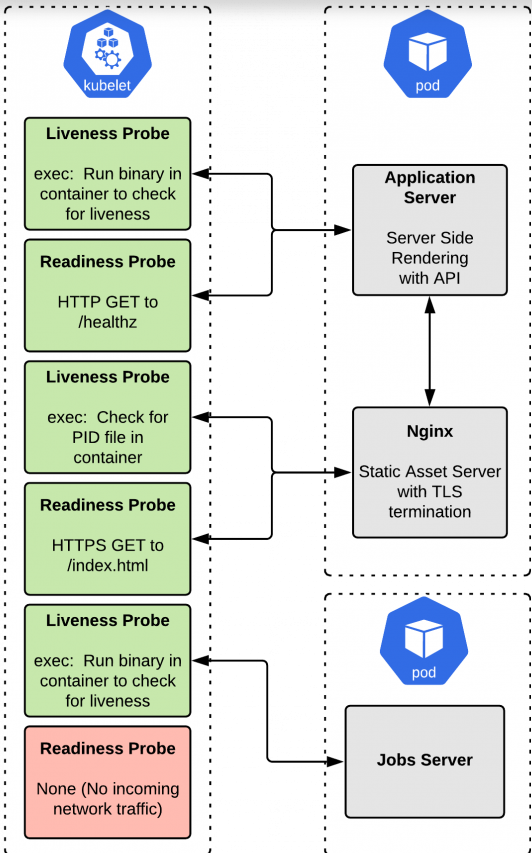 kubelet
Liveness Probe
exec:  Run binary in
container to check
for liveness
Readiness Probe
HTTP GET to
/healthz
Liveness Probe
exec:  Check for
PID file in
container
Readiness Probe
HTTPS GET to
/index.html
Liveness Probe
exec:  Run binary in
container to check
for liveness
Readiness Probe
None (No incoming
network traffic)
pod
Application
Server
Server Side
Rendering
with API
Nginx
Static Asset Server
with TLS
termination
pod
Jobs Server